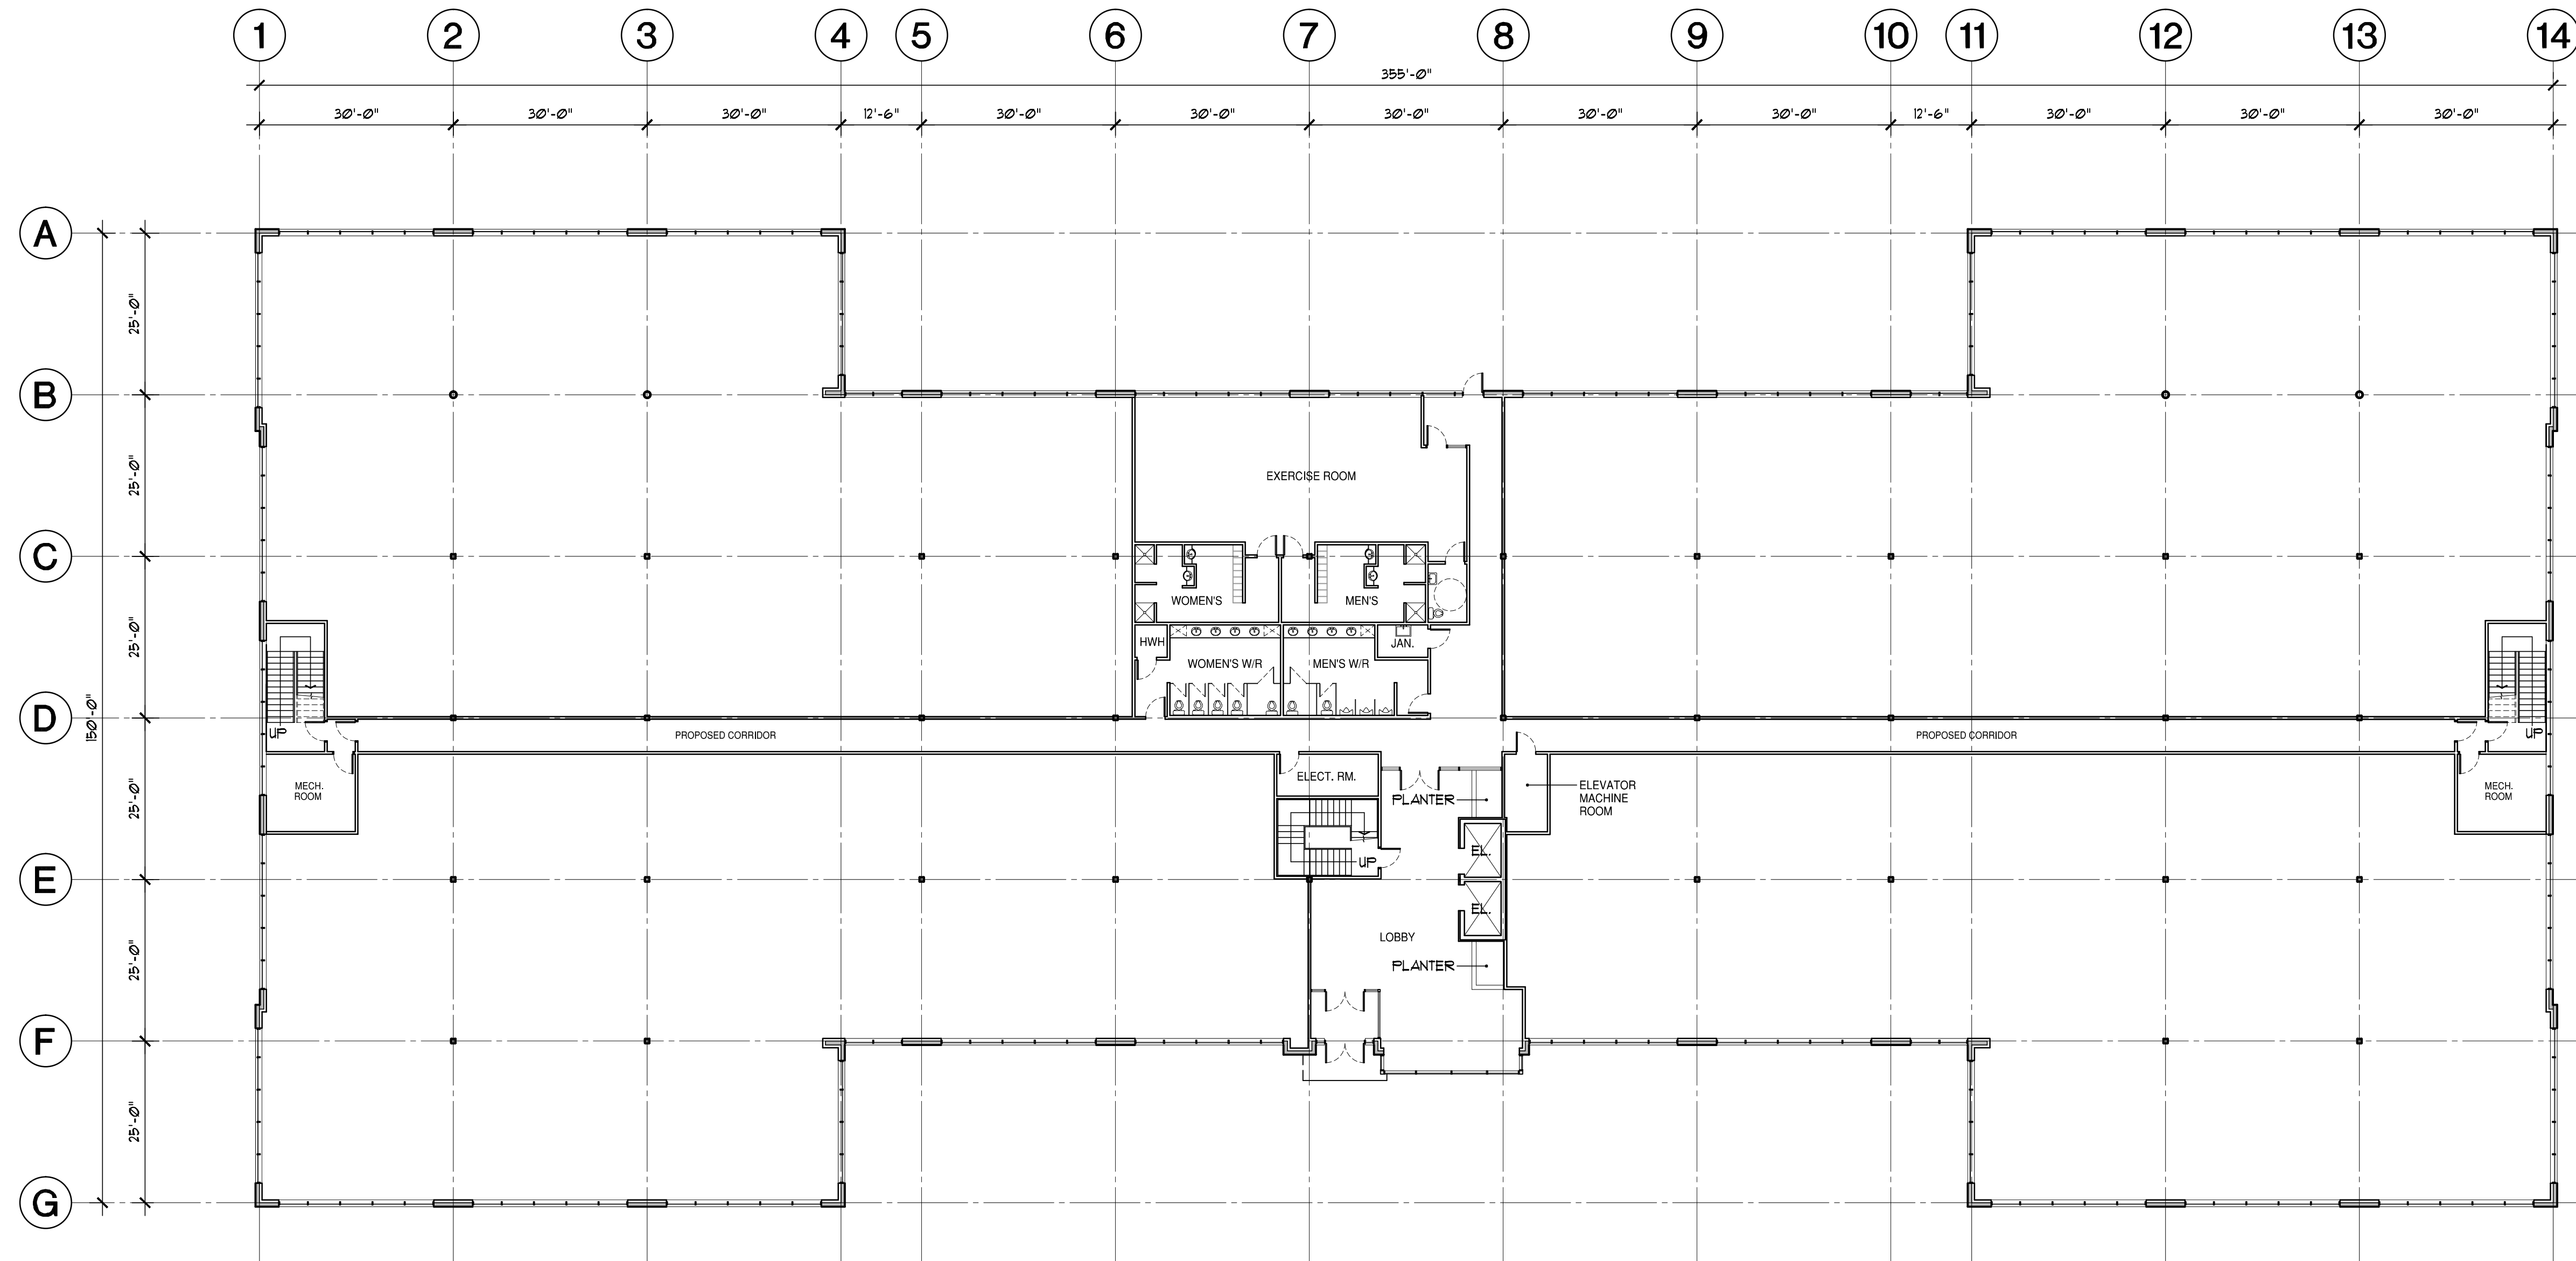 1 2 3 4 5 6 7 8 9 10 11 12 13 14
355'-0"
30'-0" 30'-0" 30'-0" 12'-6" 30'-0" 30'-0" 30'-0" 30'-0" 30'-0" 12'-6" 30'-0" 30'-0" 30'-0"
A
25'-0"
B
25'-0"
EXERCISE ROOM
C
WOMEN'S MEN'S
25'-0"
HWH JAN.
WOMEN'S W/R MEN'S W/R
D
150'-0"
UP PROPOSED CORRIDOR PROPOSED CORRIDOR UP
ELECT. RM.
MECH.
ROOM
ELEVATOR
MACHINE
ROOM
MECH.
ROOM
25'-0"
PLANTER
EL.
UP
E
EL.
LOBBY
25'-0"
PLANTER
F
25'-0"
G